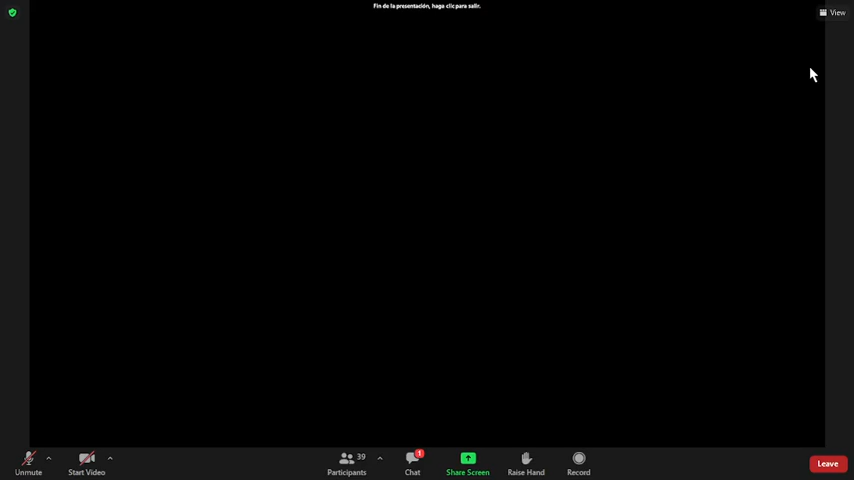 Fin de la presentación, haga clic para salir.
View
Unmute
Start Video
39
Participants
1
Chat
Share Screen
Raise Hand
Record
Leave